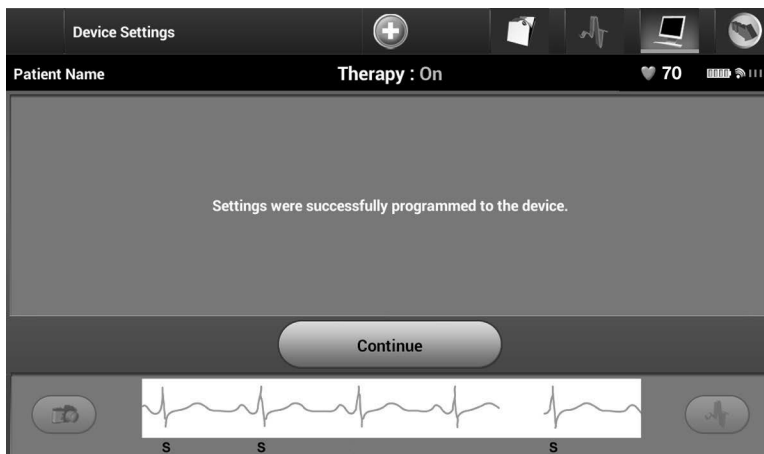 Device Settings
Patient Name
Therapy : On
70
Settings were successfully programmed to the device.
Continue
S S S